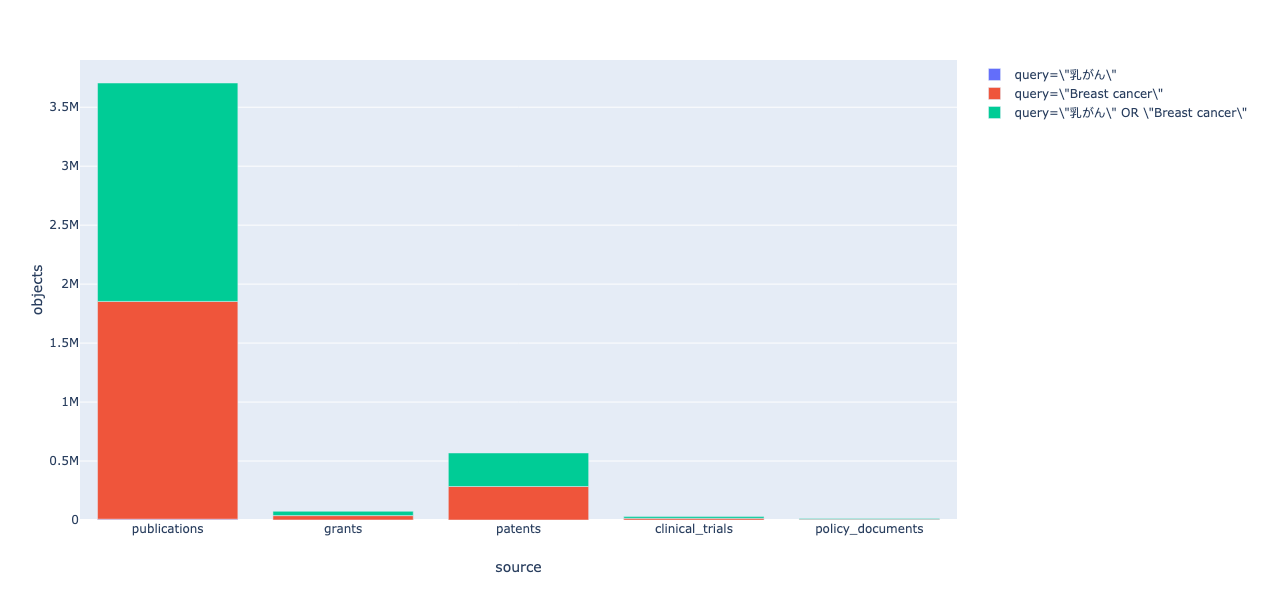 query=\"乳がん\"
query=\"Breast cancer\"
query=\"乳がん\" OR \"Breast cancer\"
3.5M
3M
2.5M
2M
1.5M
1M
0.5M
0
objects
publications
grants
patents
clinical_trials
policy_documents
source